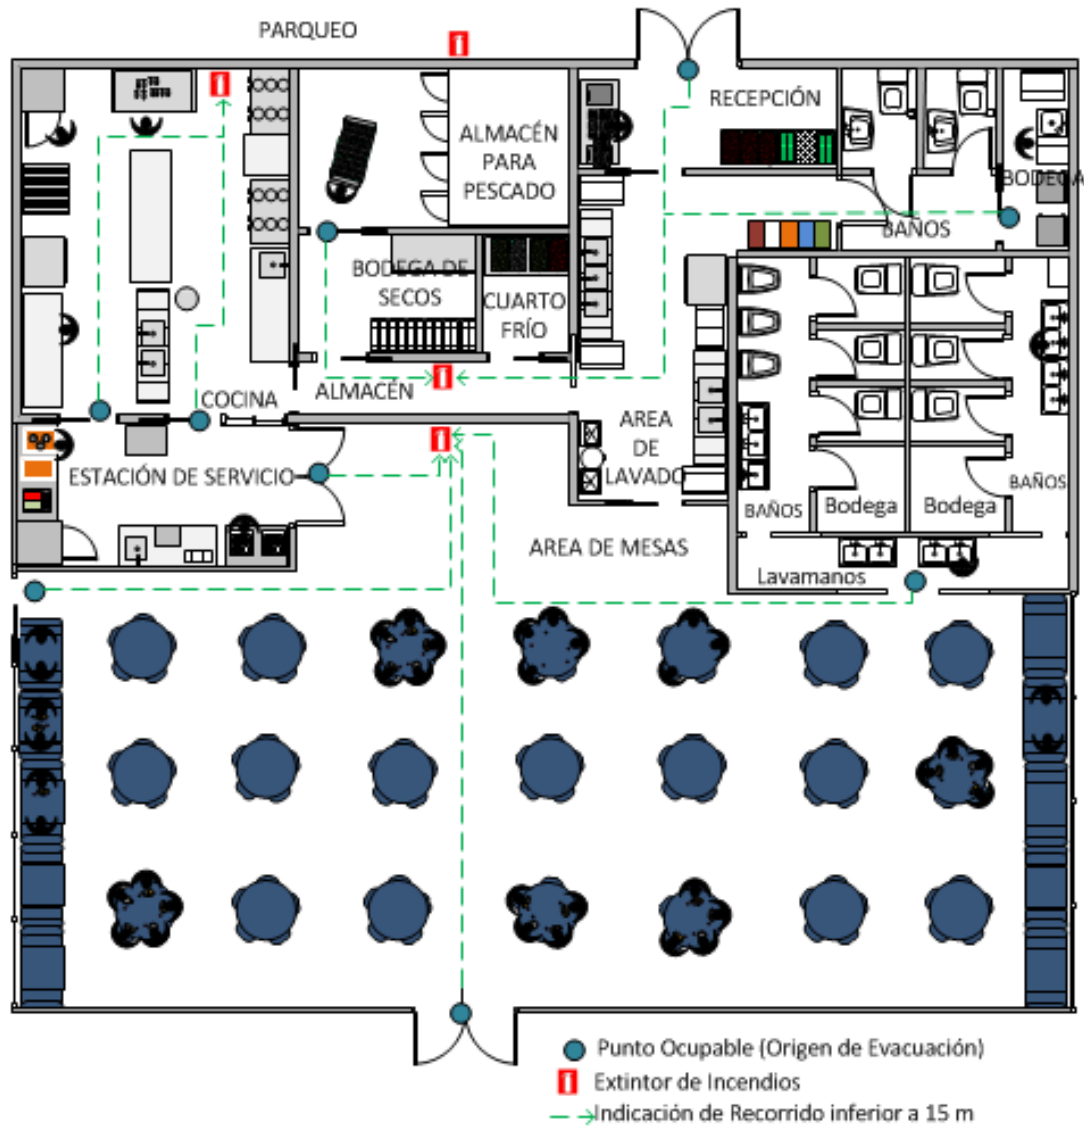 PARQUEO
RECEPCIÓN
ALMACÉN
PARA
PESCADO
BODEGA
BAÑOS
BODEGA DE
SECOS
CUARTO
FRÍO
COCINA
ALMACÉN
AREA
DE
LAVADO
ESTACIÓN DE SERVICIO
BAÑOS
Bodega
Bodega
BAÑOS
AREA DE MESAS
Lavamanos
Punto Ocupable (Origen de Evacuación)
Extintor de Incendios
Indicación de Recorrido inferior a 15 m